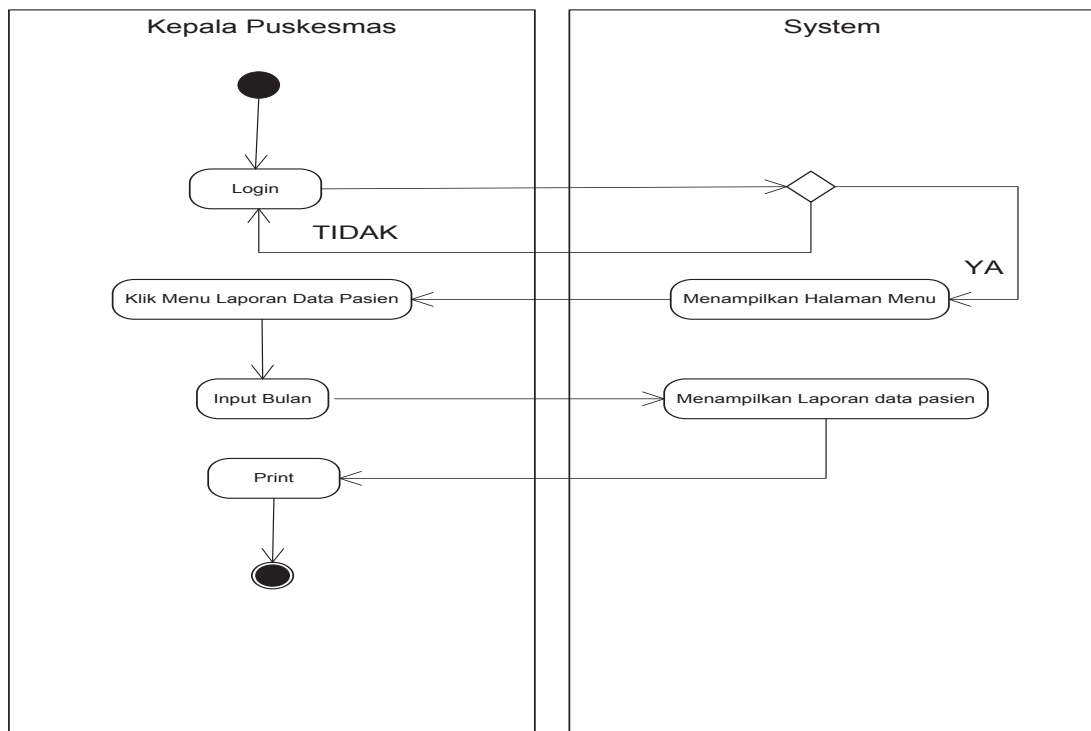 Kepala Puskesmas
System
Login
TIDAK
YA
Klik Menu Laporan Data Pasien
Menampilkan Halaman Menu
Input Bulan
Menampilkan Laporan data pasien
Print